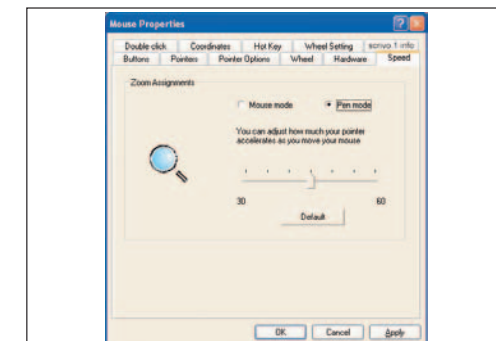 Mouse Properties
Double click Coordinates Hot Key Wheel Setting scrivo.1 info
Buttons Pointers Pointer Options Wheel Hardware Speed
Zoom Assignments
Mouse mode Pen mode
You can adjust how much your pointer
accelerates as you move your mouse
30 60
Default
OK Cancel Apply